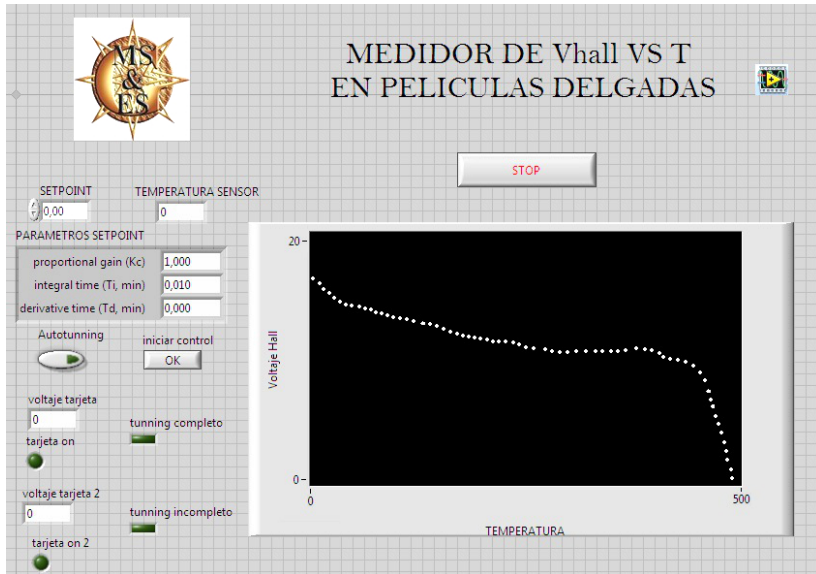 MS
&
ES
MEDIDOR DE Vhall VS T
EN PELICULAS DELGADAS
STOP
SETPOINT
TEMPERATURA SENSOR
0,00
0
PARAMETROS SETPOINT
proportional gain (Kc)
1,000
integral time (Ti, min)
0,010
derivative time (Td, min)
0,000
Autotunning
iniciar control
OK
voltaje tarjeta
0
tunning completo
tarjeta on
voltaje tarjeta 2
0
tunning incompleto
tarjeta on 2
20
Voltaje Hall
0
0
500
TEMPERATURA